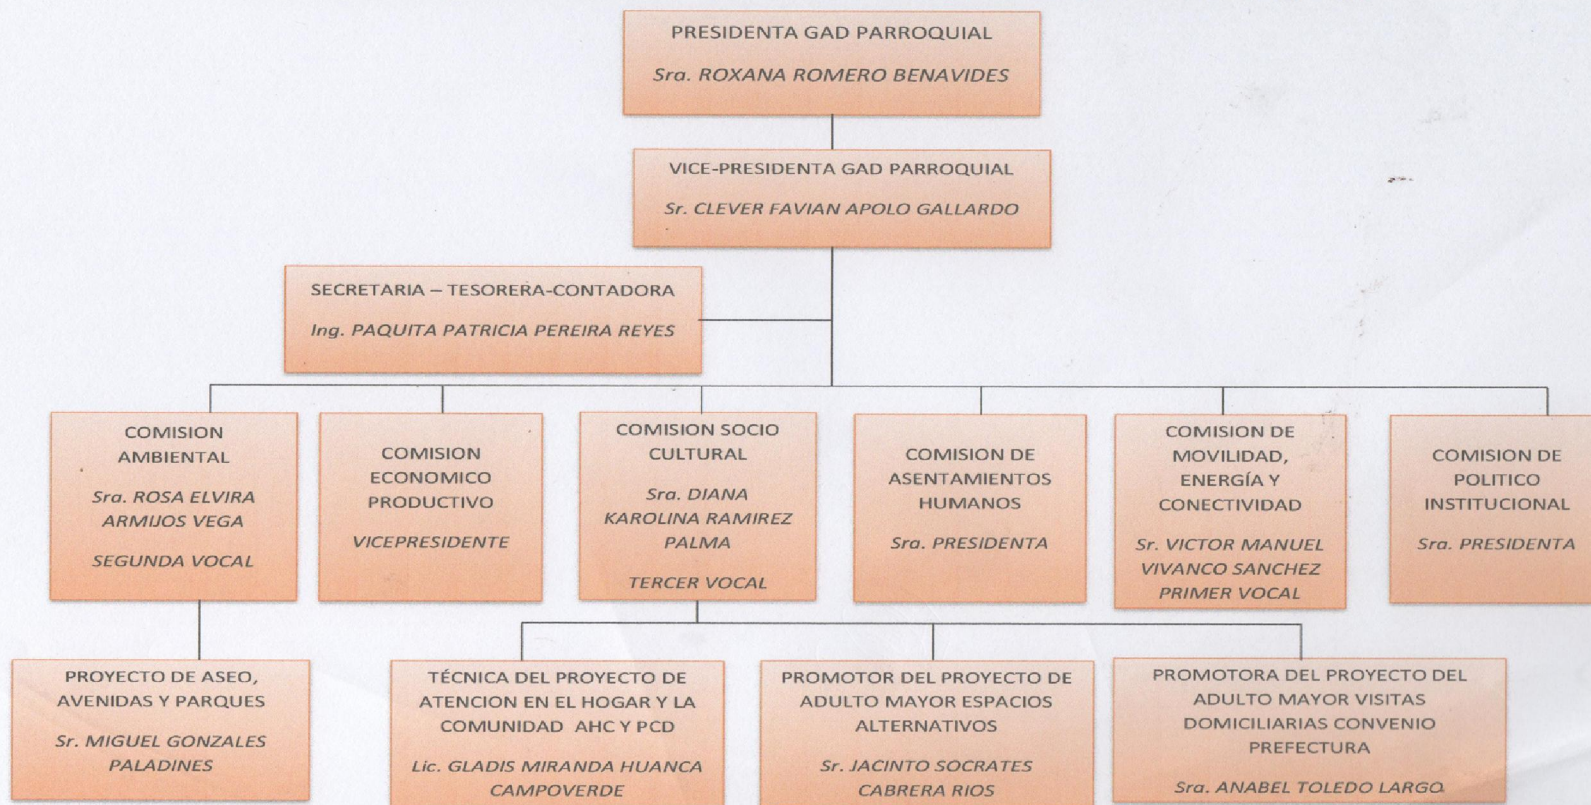 PRESIDENTA GAD PARROQUIAL
Sra. ROXANA ROMERO BENAVIDES
VICE-PRESIDENTA GAD PARROQUIAL
Sr. CLEVER FAVIAN APOLO GALLARDO
SECRETARIA – TESORERA-CONTADORA
Ing. PAQUITA PATRICIA PEREIRA REYES
COMISION
AMBIENTAL
Sra. ROSA ELVIRA
ARMIJOS VEGA
SEGUNDA VOCAL
COMISION
ECONOMICO
PRODUCTIVO
VICEPRESIDENTE
COMISION SOCIO
CULTURAL
Sra. DIANA
KAROLINA RAMIREZ
PALMA
TERCER VOCAL
COMISION DE
ASENTAMIENTOS
HUMANOS
Sra. PRESIDENTA
COMISION DE
MOVILIDAD,
ENERGÍA Y
CONECTIVIDAD
Sr. VICTOR MANUEL
VIVANCO SANCHEZ
PRIMER VOCAL
COMISION DE
POLITICO
INSTITUCIONAL
Sra. PRESIDENTA
PROYECTO DE ASEO,
AVENIDAS Y PARQUES
Sr. MIGUEL GONZALES
PALADINES
TÉCNICA DEL PROYECTO DE
ATENCION EN EL HOGAR Y LA
COMUNIDAD AHC Y PCD
Lic. GLADIS MIRANDA HUANCA
CAMPOVERDE
PROMOTOR DEL PROYECTO DE
ADULTO MAYOR ESPACIOS
ALTERNATIVOS
Sr. JACINTO SOCRATES
CABRERA RIOS
PROMOTORA DEL PROYECTO DEL
ADULTO MAYOR VISITAS
DOMICILIARIAS CONVENIO
PREFECTURA
Sra. ANABEL TOLEDO LARGO